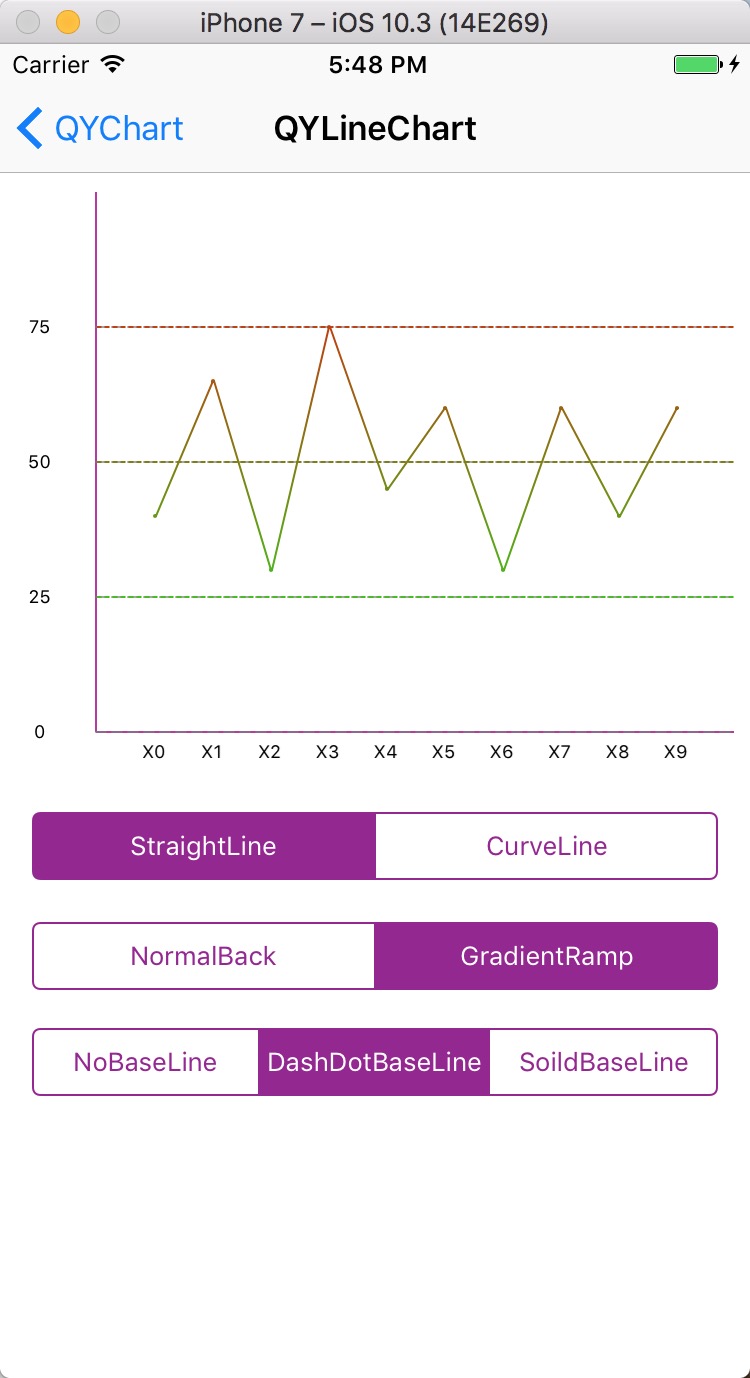 iPhone 7 – iOS 10.3 (14E269)
Carrier 5:48 PM
QYChart QYLineChart
75
50
25
0
X0 X1 X2 X3 X4 X5 X6 X7 X8 X9
StraightLine CurveLine
NormalBack GradientRamp
NoBaseLine DashDotBaseLine SoildBaseLine